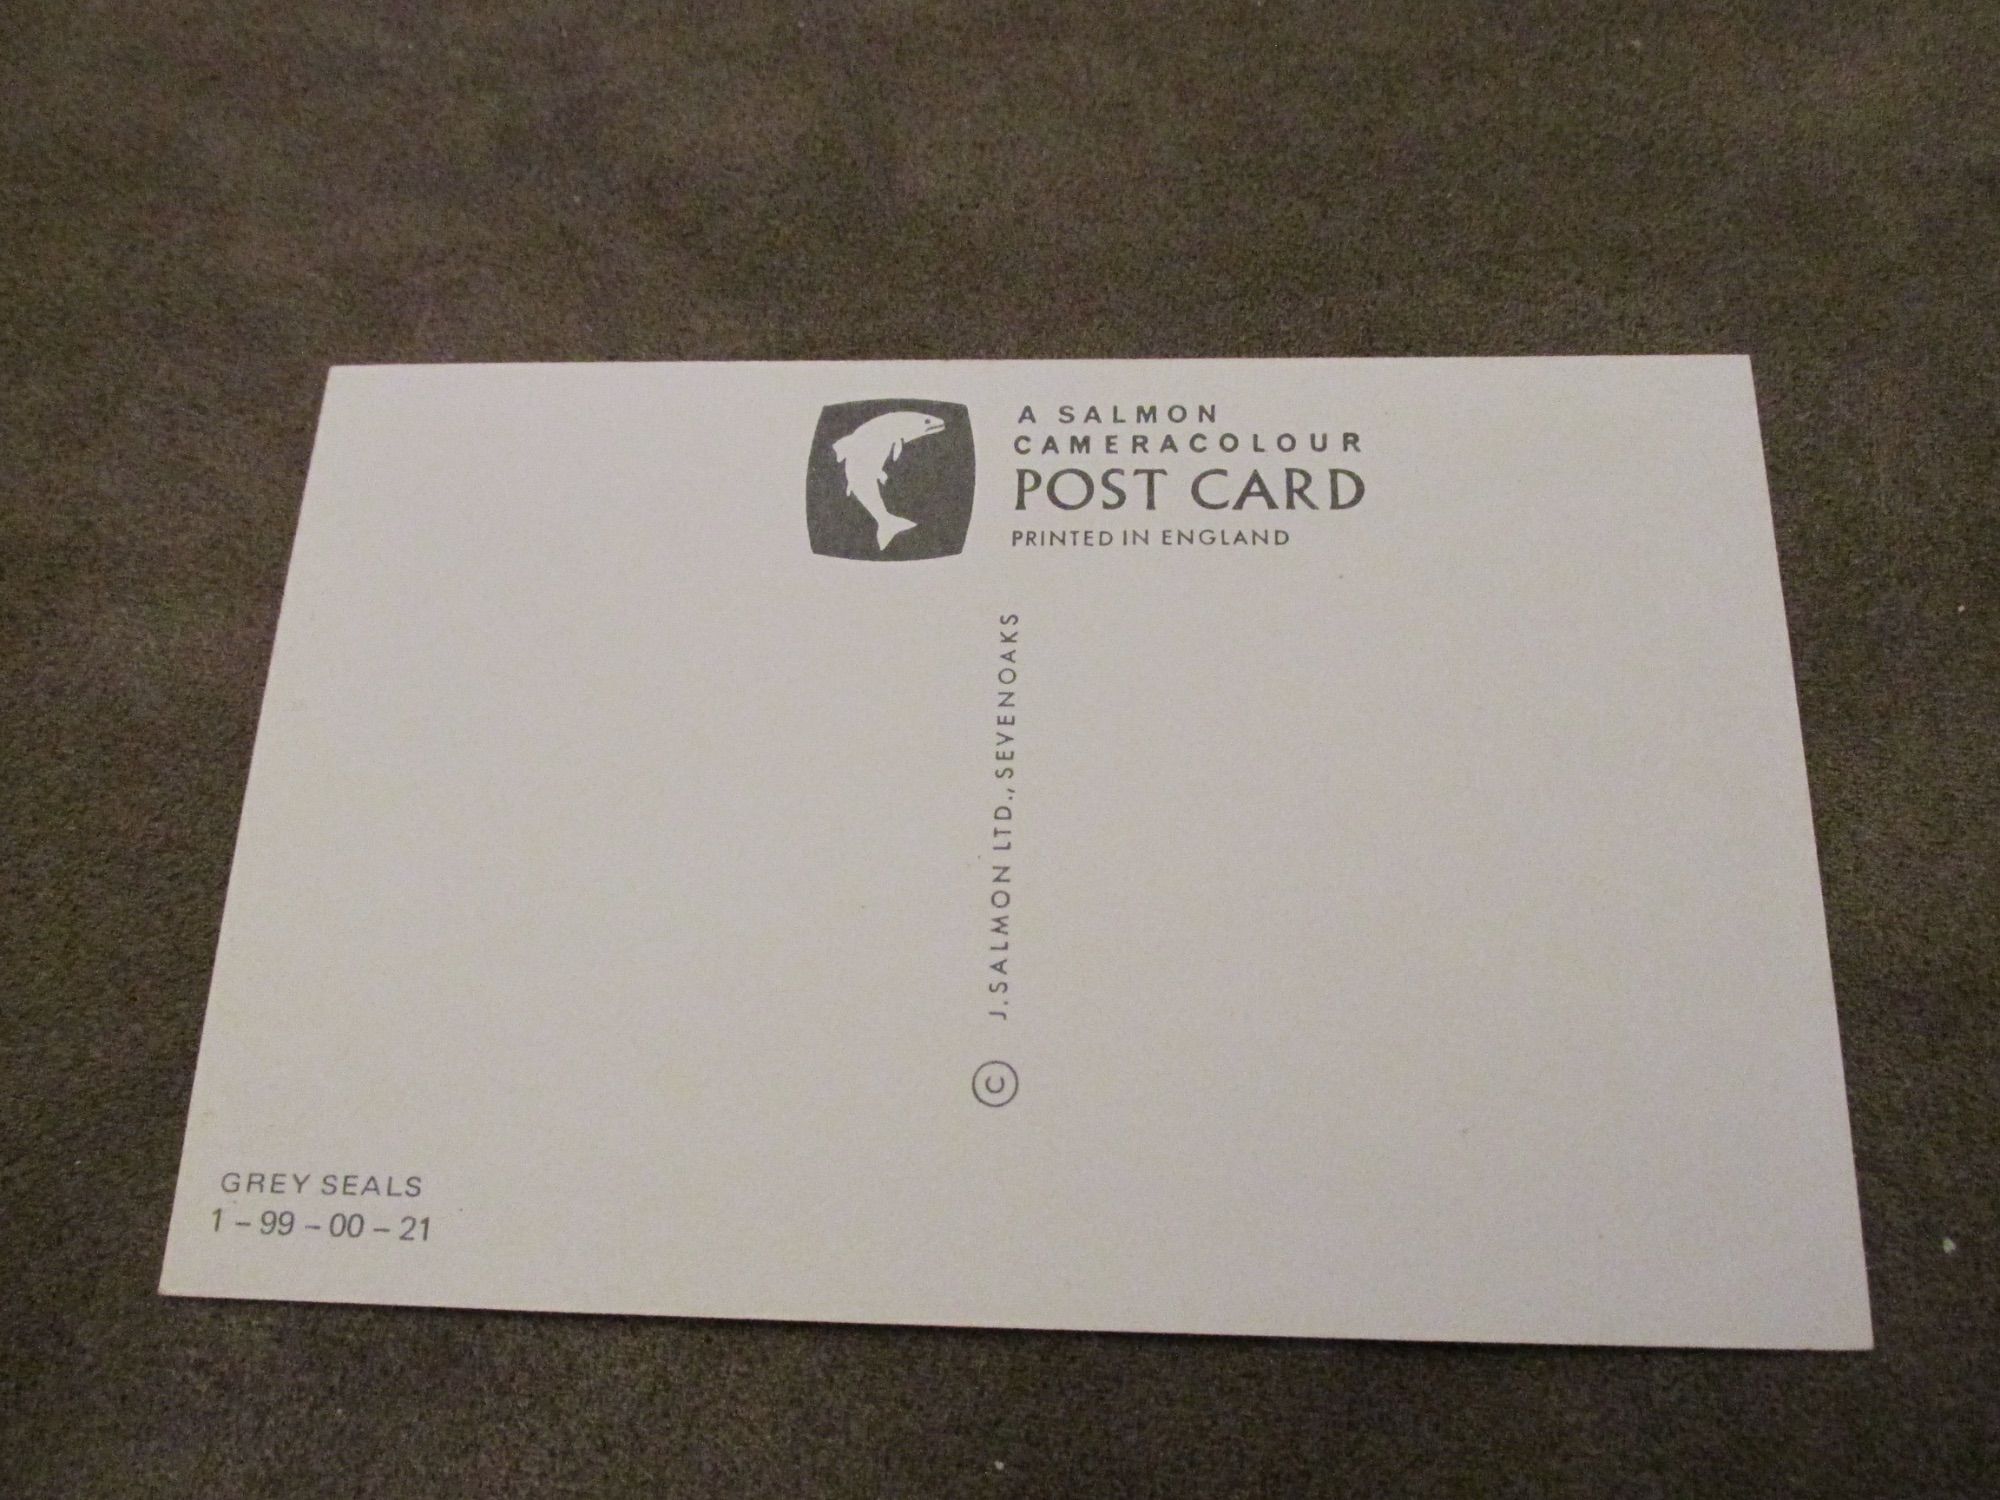 A SALMON
CAMERACOLOUR
POST CARD
PRINTED IN ENGLAND
© J. SALMON LTD., SEVENOAKS
GREY SEALS
1 – 99 – 00 – 21